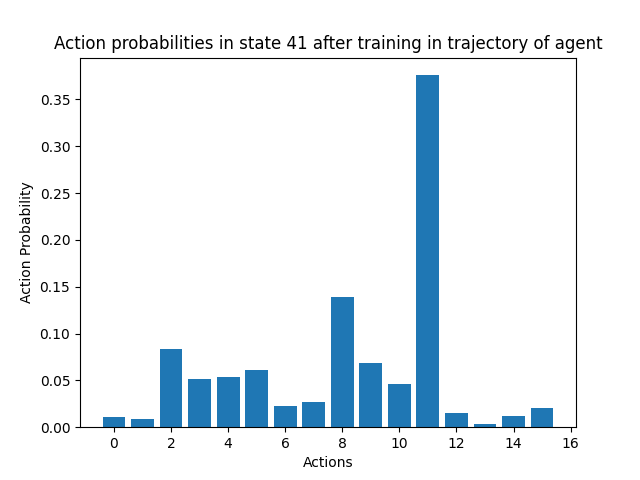 Action probabilities in state 41 after training in trajectory of agent
Action Probability
0.35
0.30
0.25
0.20
0.15
0.10
0.05
0.00
0 2 4 6 8 10 12 14 16
Actions